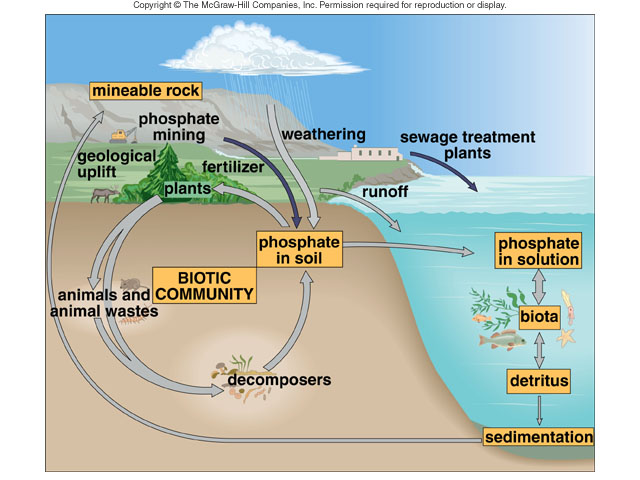 Copyright © The McGraw-Hill Companies, Inc. Permission required for reproduction or display.
mineable rock
phosphate
mining
weathering
sewage treatment
plants
geological
uplift
fertilizer
plants
runoff
phosphate
in soil
phosphate
in solution
BIOTIC
COMMUNITY
animals and
animal wastes
biota
decomposers
detritus
sedimentation